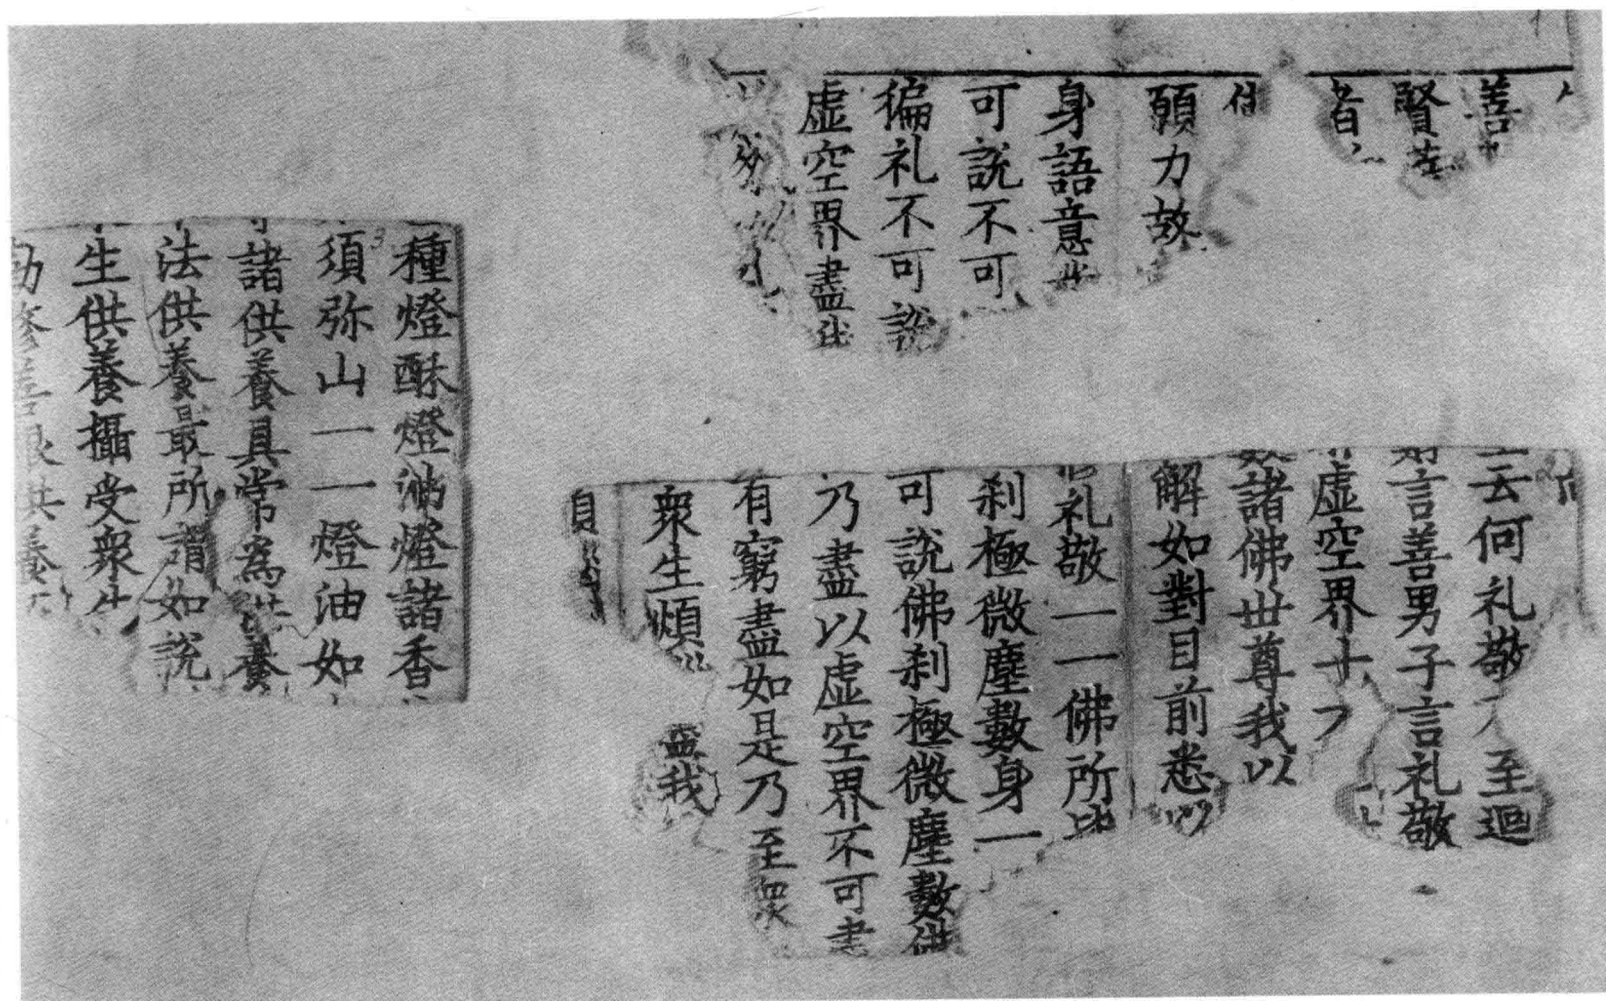 善
賢
者
願力故
身語意
可說不可
徧礼不可說
虛空界盡
云何礼敬至迴
言善男子言礼敬
虛空界十
諸佛世尊我以
解如對目前悉以
礼敬一一佛所
刹極微塵數身一
可說佛刹極微塵數佛
乃盡以虛空界不可盡
有窮盡如是乃至衆
衆生煩盡我
種燈酥燈油燈諸香
須弥山一一燈油如
諸供養具常為供養
法供養最所謂如說
生供養攝受衆生
修善根供養